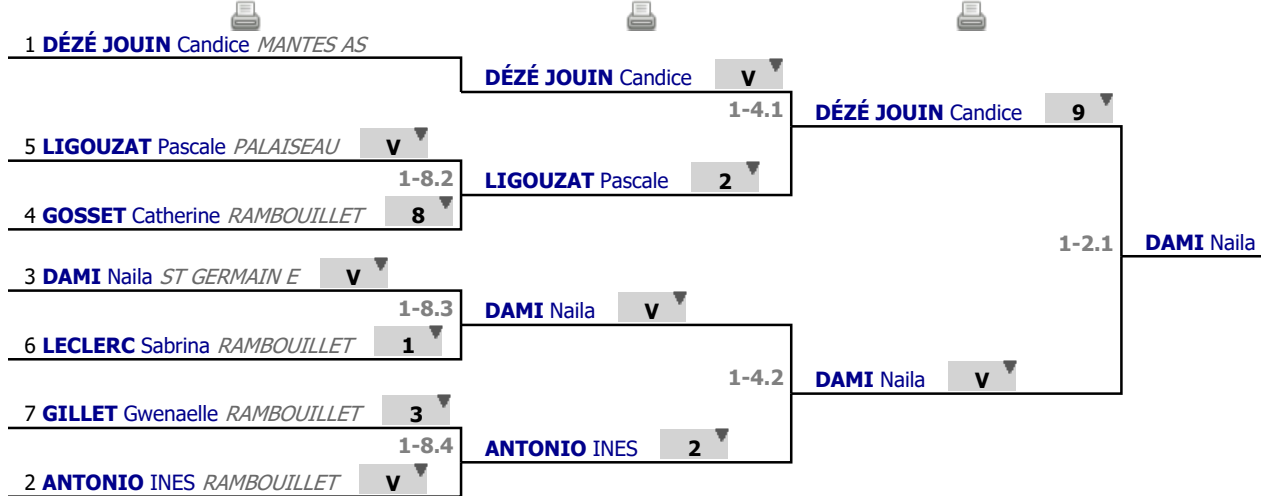 1 DÉZÉ JOUIN Candice MANTES AS
DÉZÉ JOUIN Candice V
1-4.1
DÉZÉ JOUIN Candice 9
5 LIGOUZAT Pascale PALAISEAU V
1-8.2
LIGOUZAT Pascale 2
4 GOSSET Catherine RAMBOUILLET 8
1-2.1
DAMI Naila
3 DAMI Naila ST GERMAIN E V
1-8.3
DAMI Naila V
6 LECLERC Sabrina RAMBOUILLET 1
1-4.2
DAMI Naila V
7 GILLET Gwenaelle RAMBOUILLET 3
1-8.4
ANTONIO INES 2
2 ANTONIO INES RAMBOUILLET V